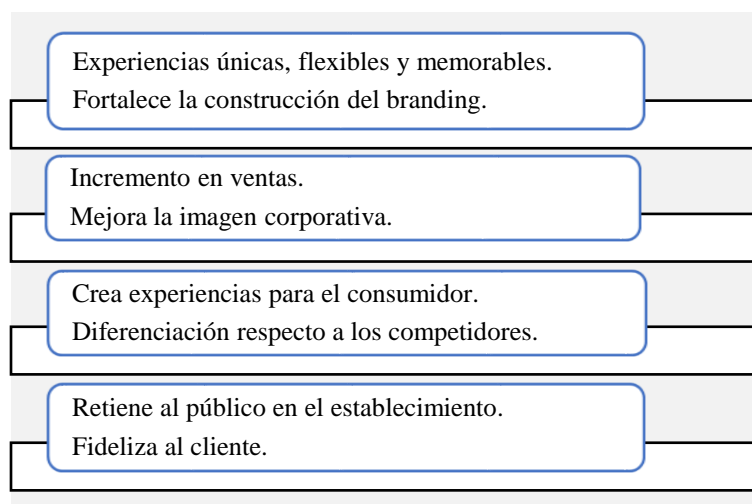 Experiencias únicas, flexibles y memorables.
Fortalece la construcción del branding.
Incremento en ventas.
Mejora la imagen corporativa.
Crea experiencias para el consumidor.
Diferenciación respecto a los competidores.
Retiene al público en el establecimiento.
Fideliza al cliente.